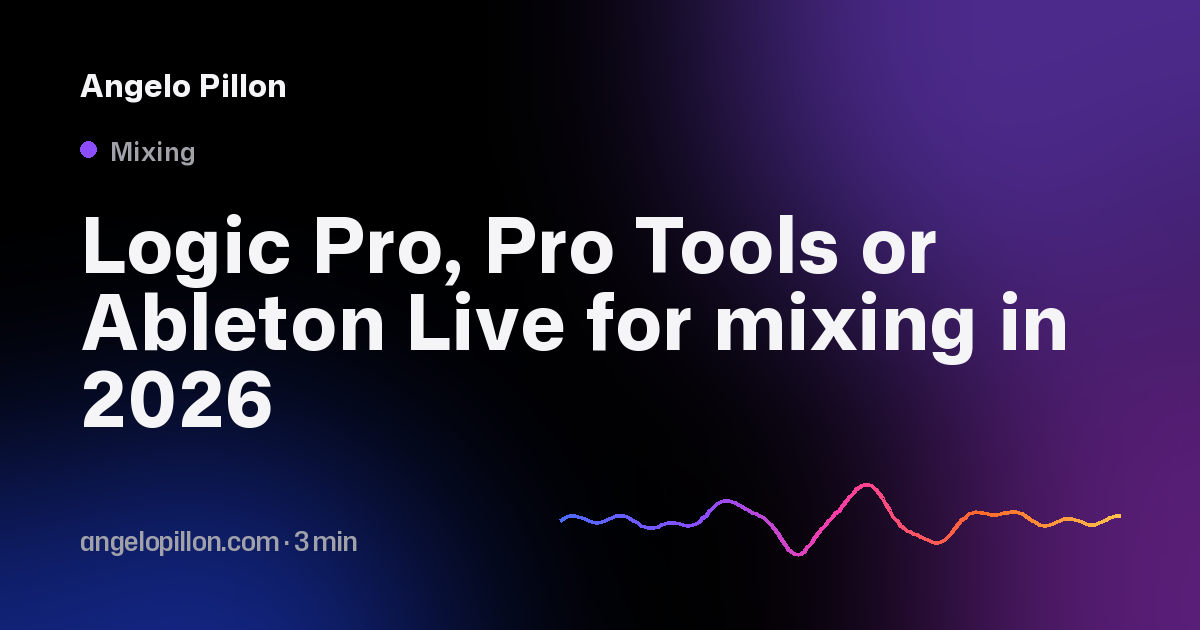 Angelo Pillon
Mixing
Logic Pro, Pro Tools or
Ableton Live for mixing in
2026
angelopillon.com · 3 min